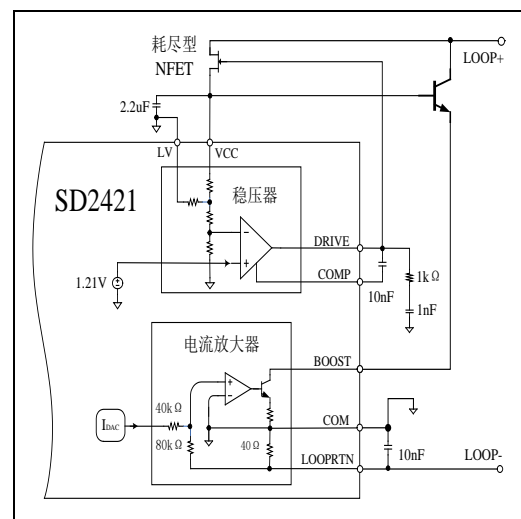 耗尽型
NFET
LOOP+
2.2uF
LV
VCC
SD2421
稳压器
DRIVE
COMP
1.21V
10nF
1kΩ
1nF
电流放大器
BOOST
IDAC
40kΩ
80kΩ
40Ω
COM
LOOPRTN
10nF
LOOP-